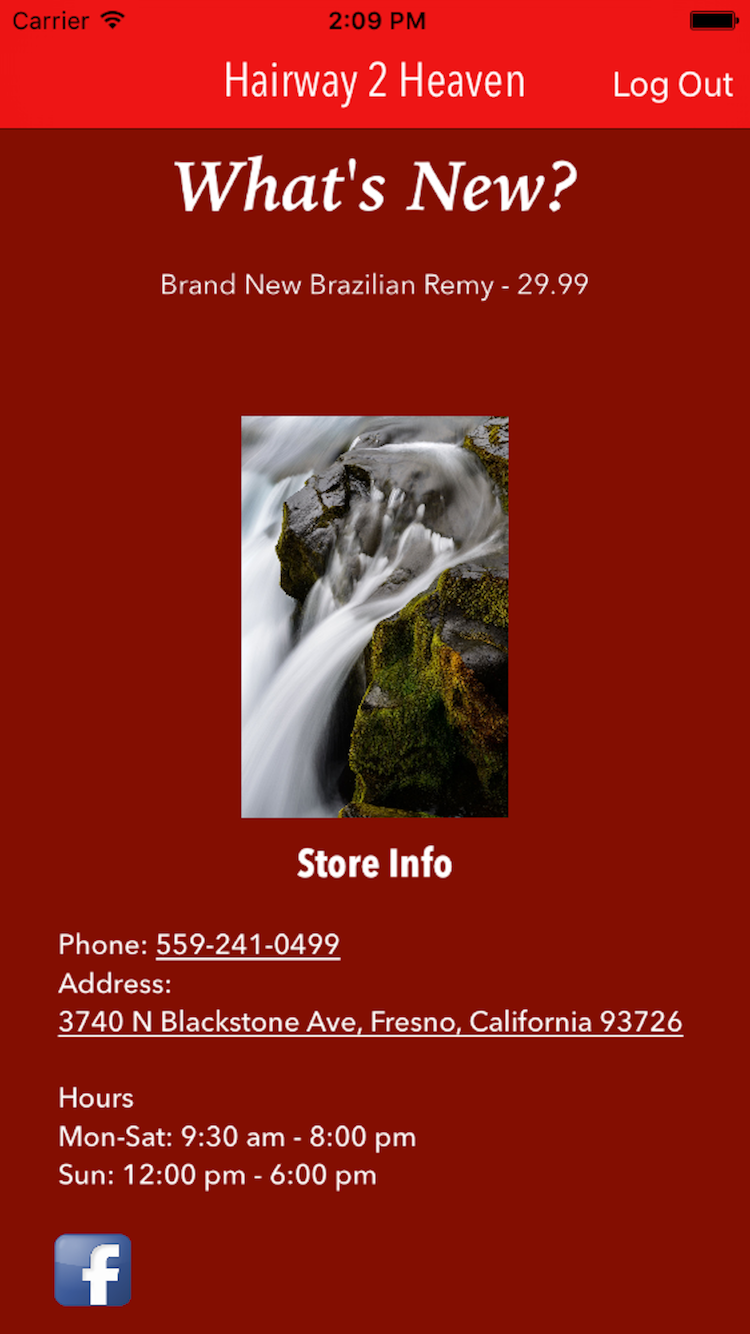 Carrier 2:09 PM
Hairway 2 Heaven Log Out
What's New?
Brand New Brazilian Remy - 29.99
Store Info
Phone: 559-241-0499
Address:
3740 N Blackstone Ave, Fresno, California 93726
Hours
Mon-Sat: 9:30 am - 8:00 pm
Sun: 12:00 pm - 6:00 pm
f